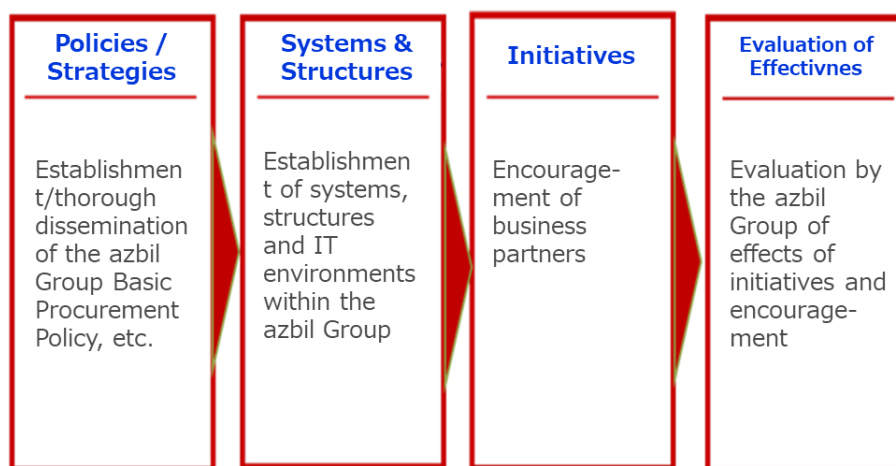 Policies /
Strategies
Establishmen
t/thorough
dissemination
of the azbil
Group Basic
Procurement
Policy, etc.
Systems &
Structures
Establishmen
t of systems,
structures
and IT
environments
within the
azbil Group
Initiatives
Encourage-
ment of
business
partners
Evaluation of
Effectivnes
Evaluation by
the azbil
Group of
effects of
initiatives and
encourage-
ment